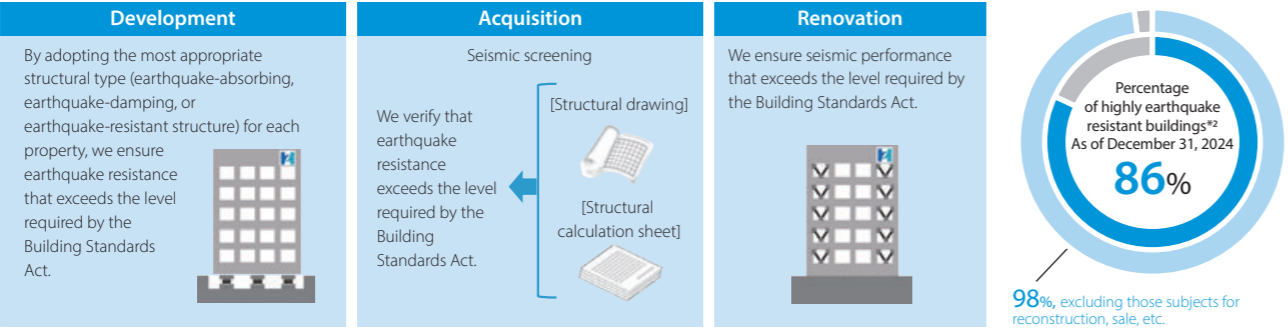 Development
By adopting the most appropriate
structural type (earthquake-absorbing,
earthquake-damping, or
earthquake-resistant structure) for each
property, we ensure
earthquake resistance
that exceeds the level
required by the
Building Standards
Act.
Acquisition
Seismic screening
We verify that
earthquake
resistance
exceeds the level
required by the
Building
Standards Act.
[Structural drawing]
[Structural
calculation sheet]
Renovation
We ensure seismic performance
that exceeds the level required by
the Building Standards Act.
Percentage
of highly earthquake
resistant buildings*2
As of December 31, 2024
86%
98%, excluding those subjects for
reconstruction, sale, etc.